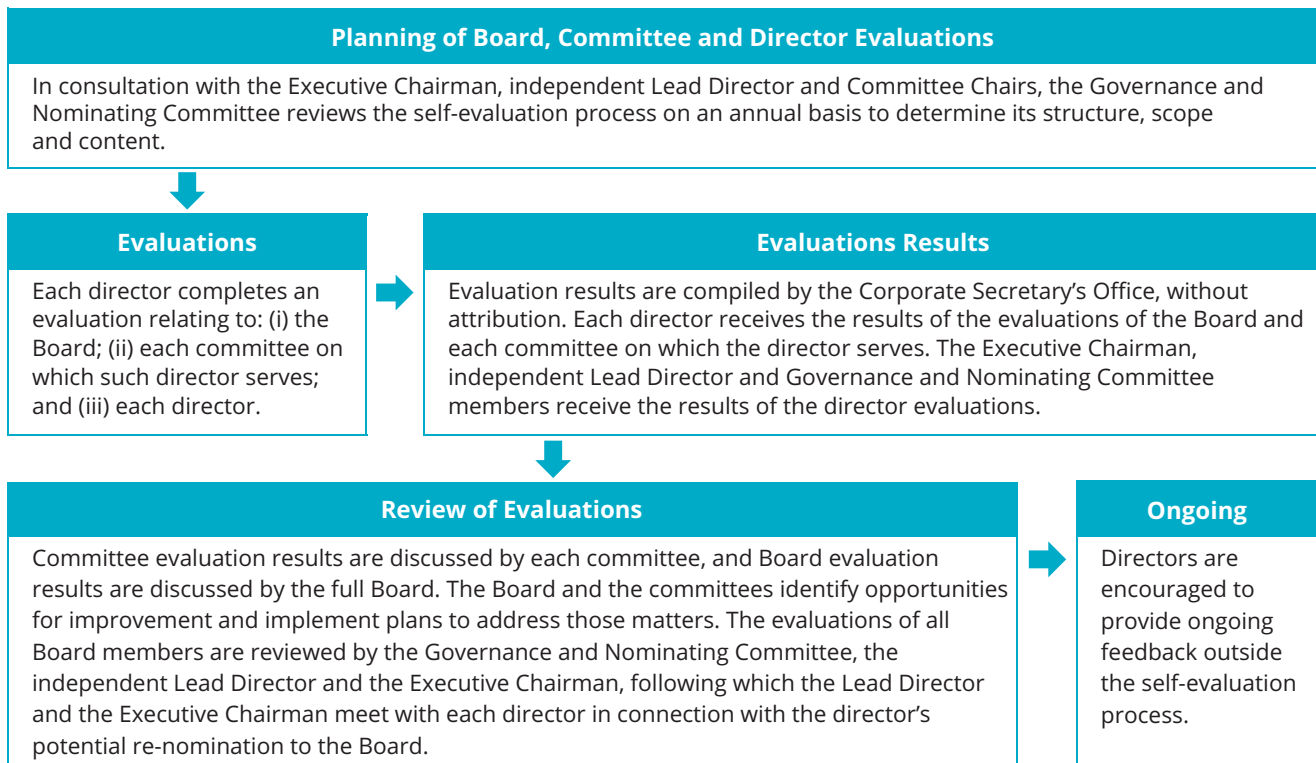 Planning of Board, Committee and Director Evaluations
In consultation with the Executive Chairman, independent Lead Director and Committee Chairs, the Governance and
Nominating Committee reviews the self-evaluation process on an annual basis to determine its structure, scope
and content.
Evaluations
Each director completes an
evaluation relating to: (i) the
Board; (ii) each committee on
which such director serves;
and (iii) each director.
Evaluations Results
Evaluation results are compiled by the Corporate Secretary’s Office, without
attribution. Each director receives the results of the evaluations of the Board and
each committee on which the director serves. The Executive Chairman,
independent Lead Director and Governance and Nominating Committee
members receive the results of the director evaluations.
Review of Evaluations
Committee evaluation results are discussed by each committee, and Board evaluation
results are discussed by the full Board. The Board and the committees identify opportunities
for improvement and implement plans to address those matters. The evaluations of all
Board members are reviewed by the Governance and Nominating Committee, the
independent Lead Director and the Executive Chairman, following which the Lead Director
and the Executive Chairman meet with each director in connection with the director’s
potential re-nomination to the Board.
Ongoing
Directors are
encouraged to
provide ongoing
feedback outside
the self-evaluation
process.